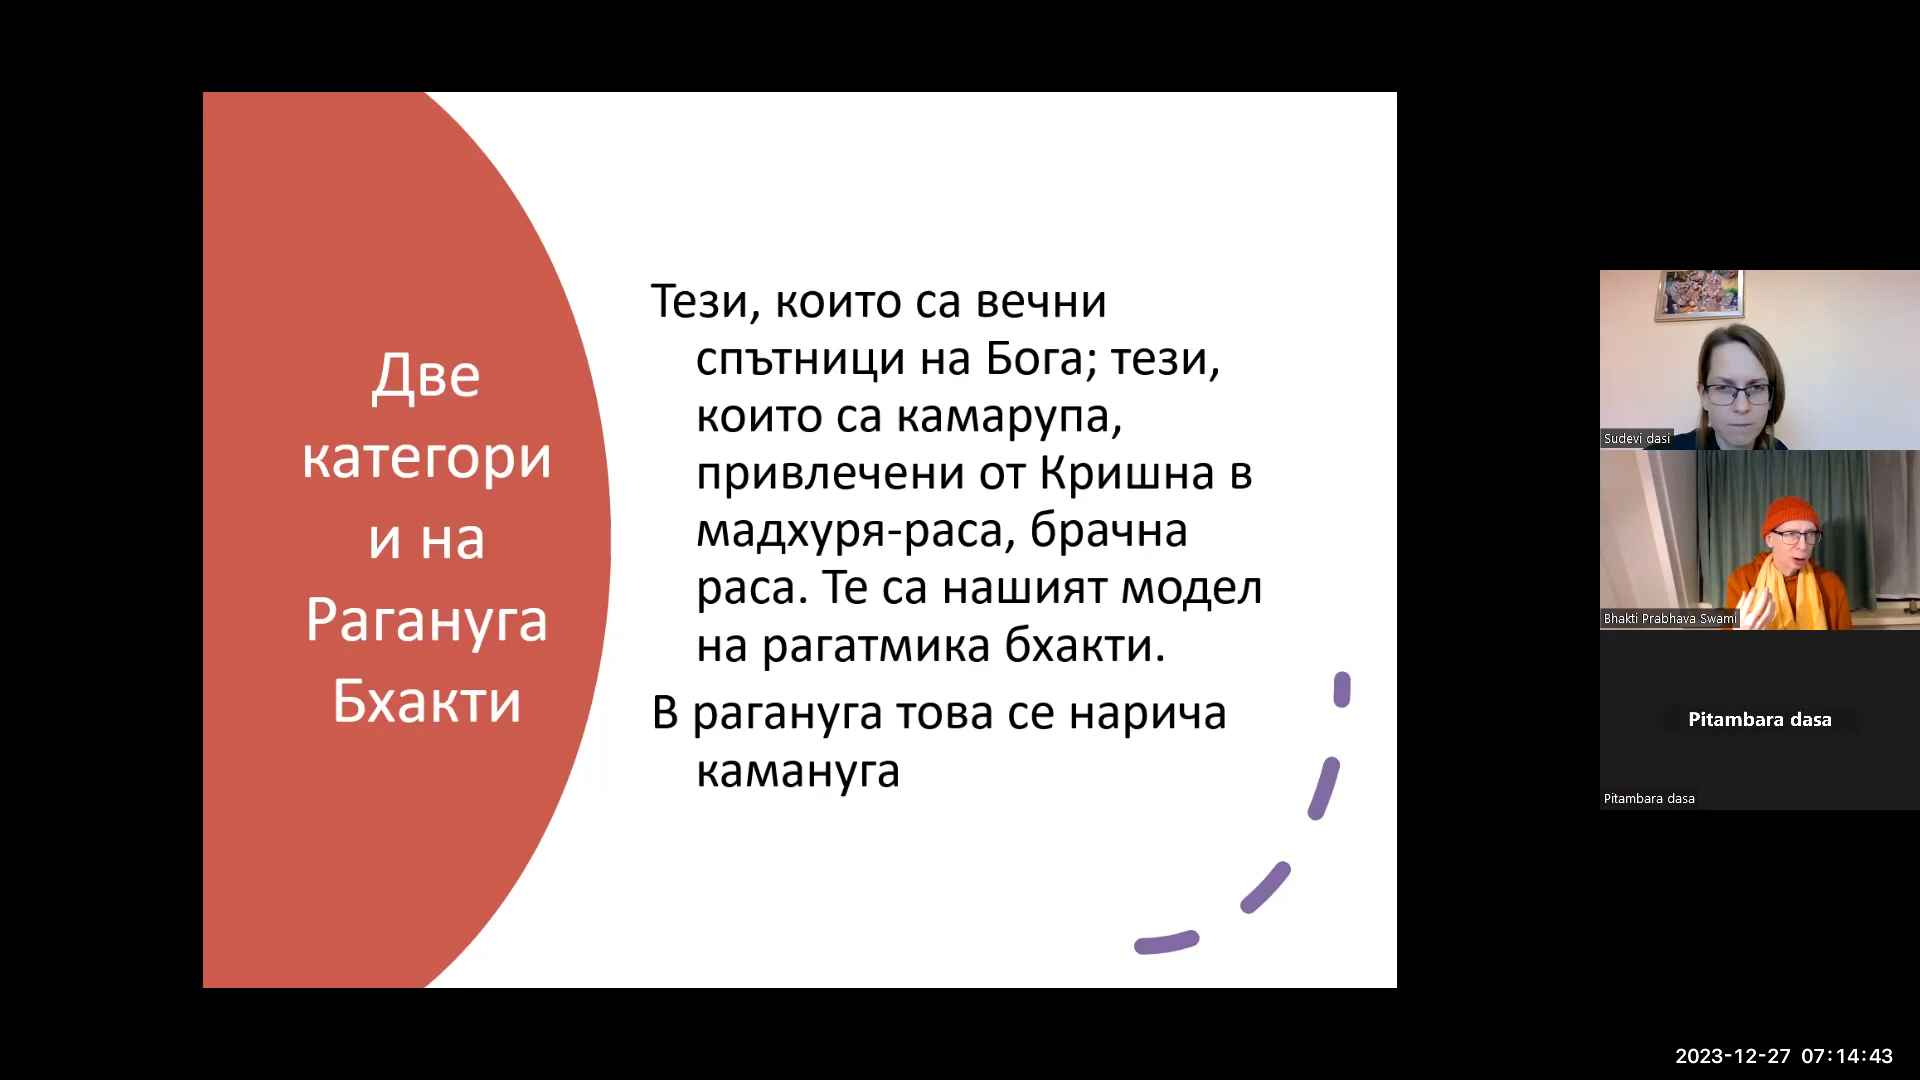 Две
категори
и на
Рагануга
Бхакти
Тези, които са вечни
спътници на Бога; тези,
които са камарупа,
привлечени от Кришна в
мадхуря-раса, брачна
раса. Те са нашият модел
на рагатмика бхакти.
В рагануга това се нарича
камануга
Sudevi dasi
Bhakti Prabhava Swami
Pitambara dasa
Pitambara dasa
2023-12-27 07:14:43